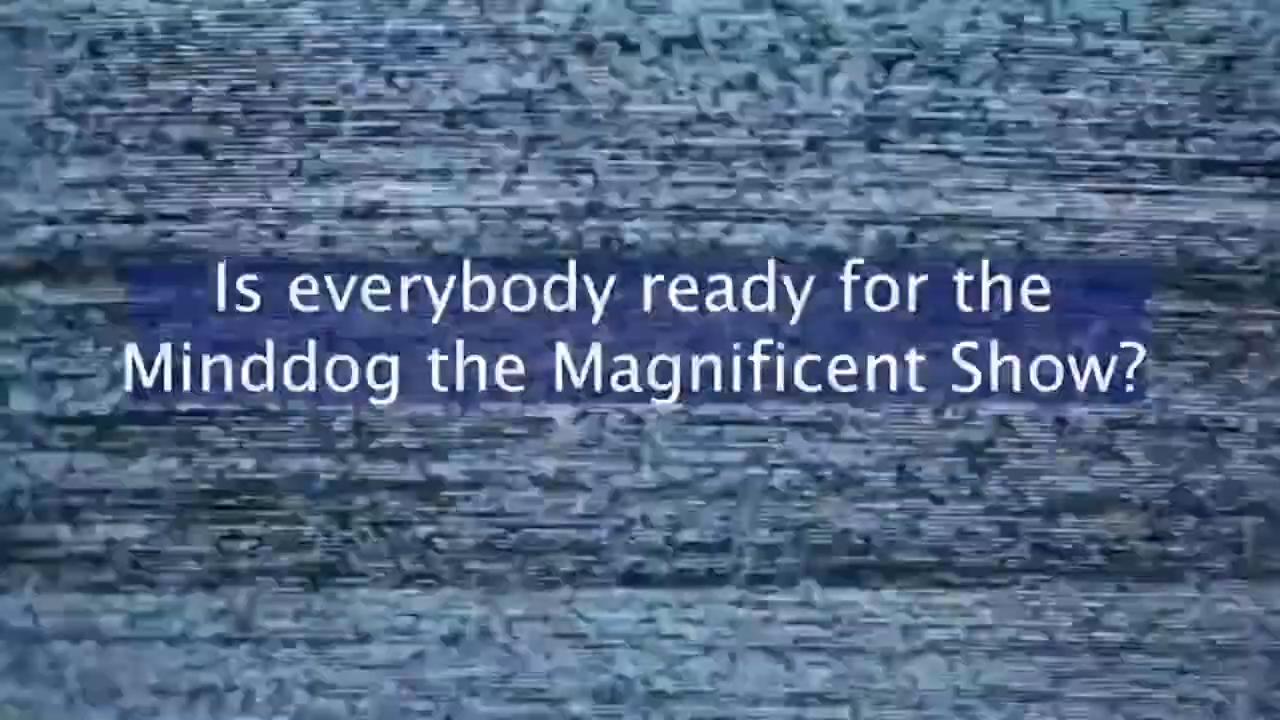 Is everybody ready for the
Minddog the Magnificent Show?